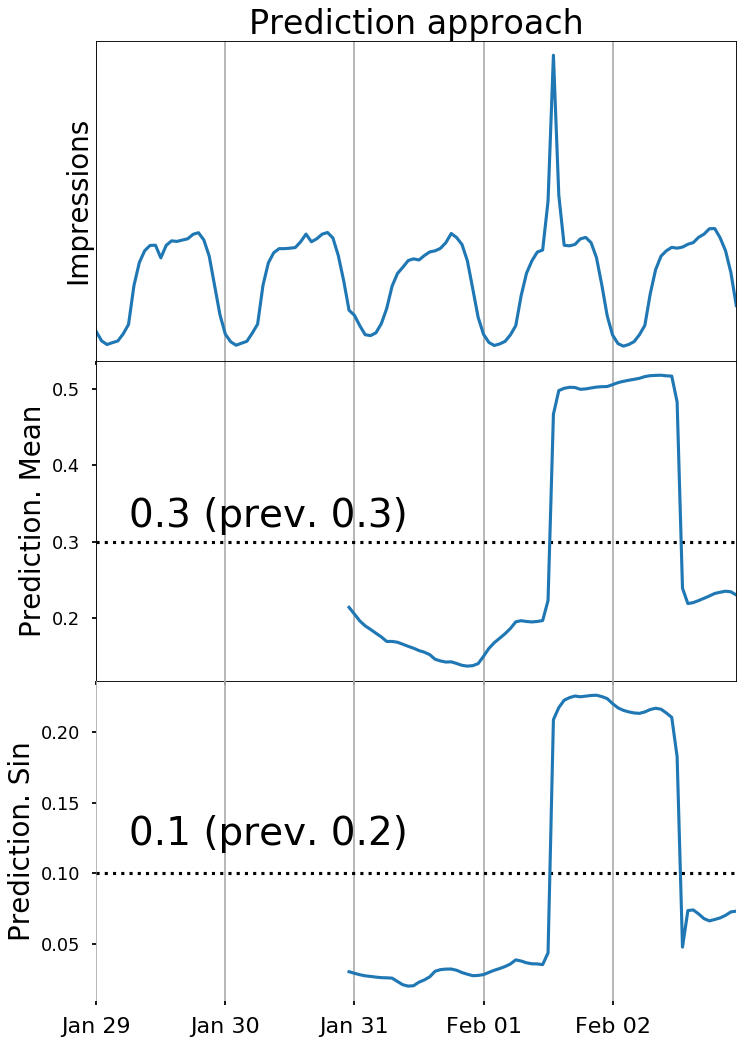 Prediction approach
Impressions
Prediction. Mean
0.5
0.4
0.3
0.2
0.3 (prev. 0.3)
Prediction. Sin
0.20
0.15
0.10
0.05
0.1 (prev. 0.2)
Jan 29 Jan 30 Jan 31 Feb 01 Feb 02